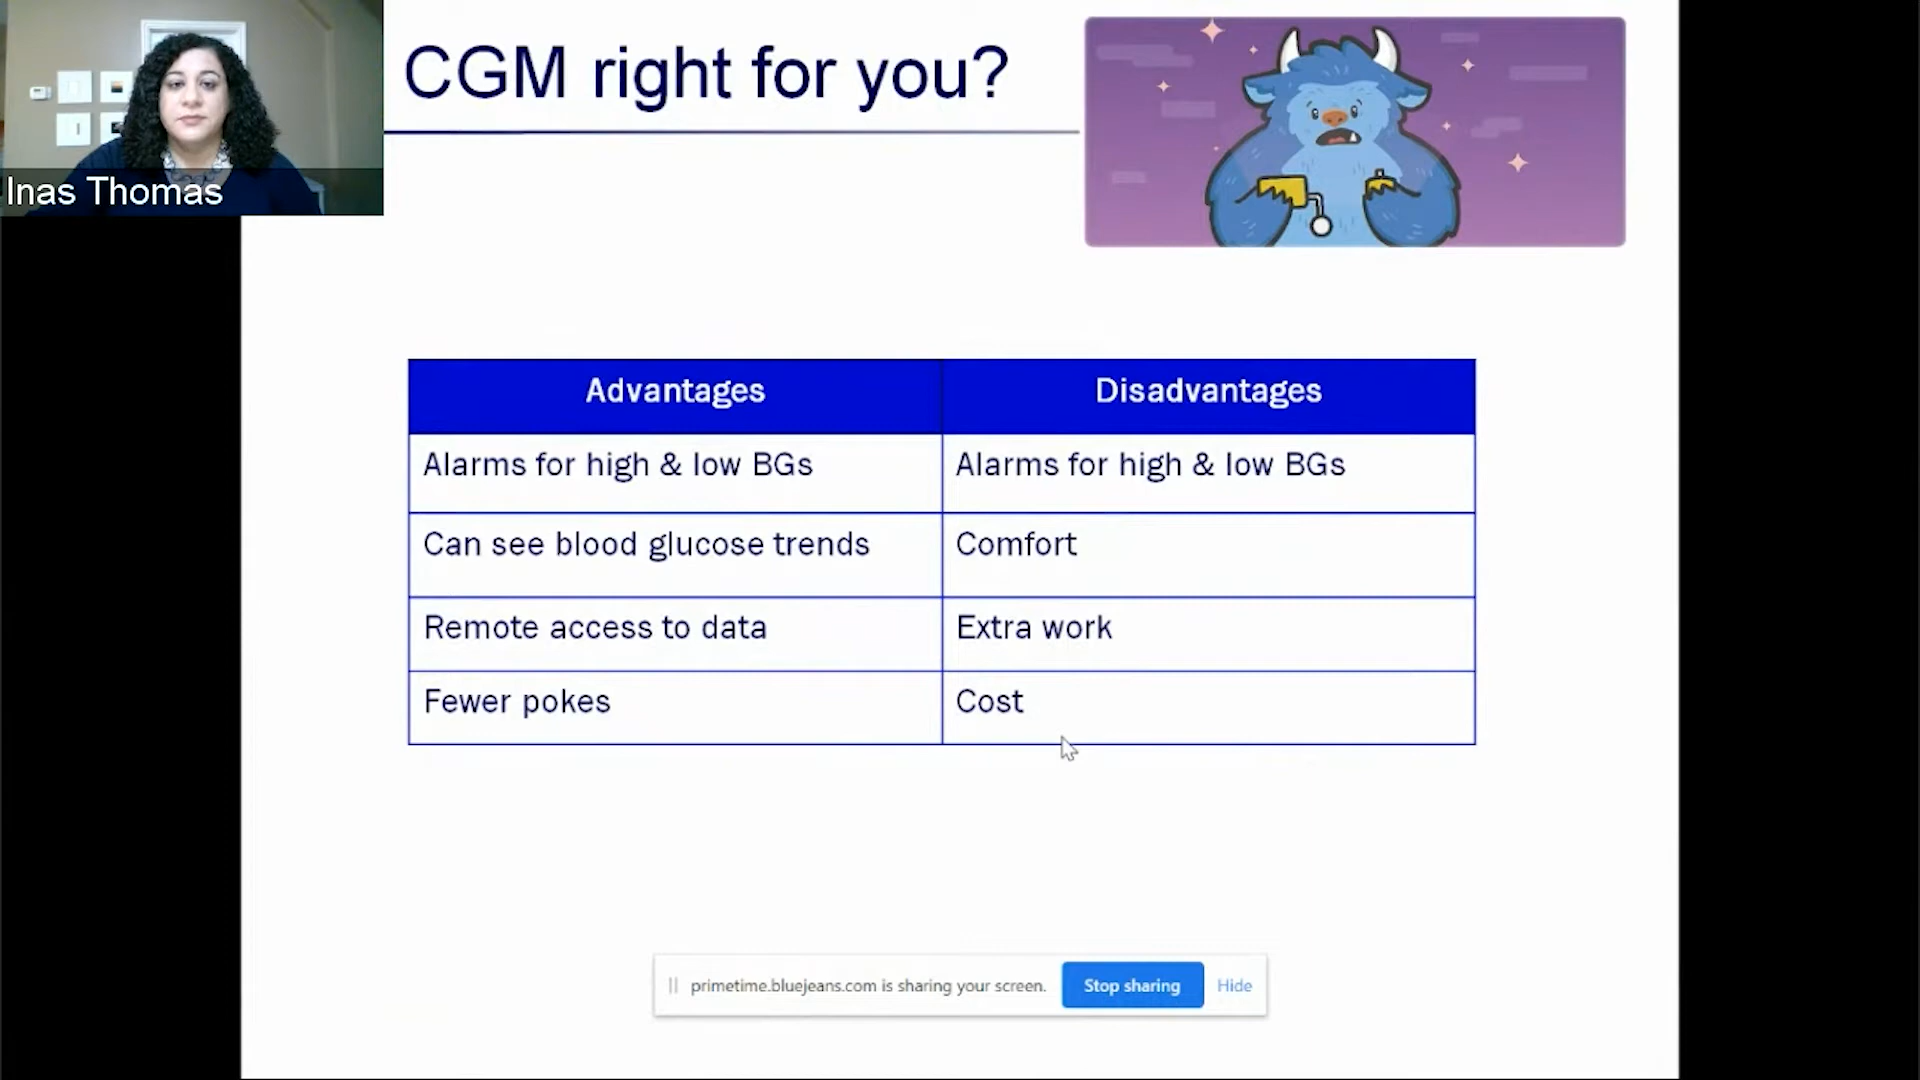 CGM right for you?
Inas Thomas
Advantages
Disadvantages
Alarms for high & low BGs
Alarms for high & low BGs
Can see blood glucose trends
Comfort
Remote access to data
Extra work
Fewer pokes
Cost
primetime.bluejeans.com is sharing your screen.
Stop sharing
Hide